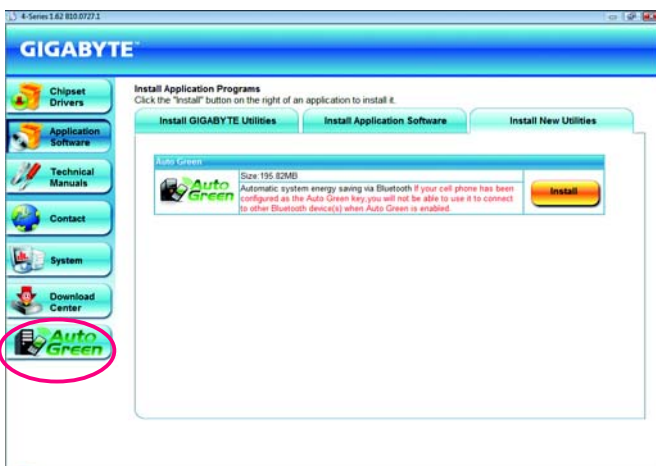 4-Series 1.62 B10.0727.1
GIGABYTE™
Chipset
Drivers
Application
Software
Technical
Manuals
Contact
System
Download
Center
Auto
Green
Install Application Programs
Click the "Install" button on the right of an application to install it.
Install GIGABYTE Utilities
Install Application Software
Install New Utilities
Auto Green
Auto
Green
Size:195.82MB
Automatic system energy saving via Bluetooth If your cell phone has been
configured as the Auto Green key,you will not be able to use it to connect
to other Bluetooth device(s) when Auto Green is enabled.
Install